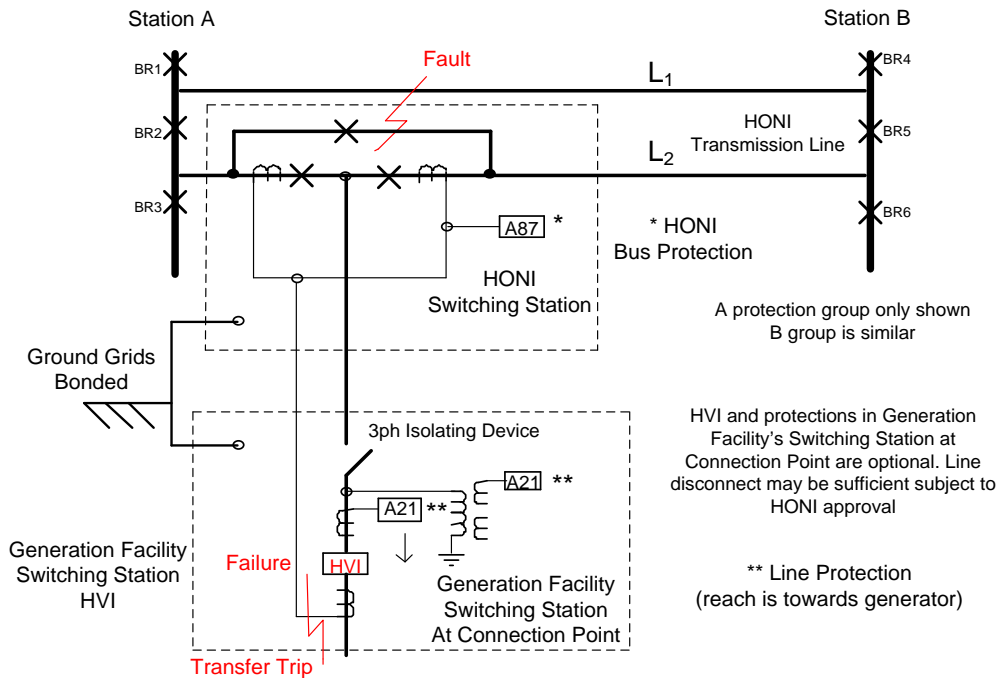 Station A
Station B
BR1
Fault
L1
BR4
BR2
HONI
Transmission Line
BR5
L2
BR3
A87 *
* HONI
Bus Protection
BR6
HONI
Switching Station
A protection group only shown
B group is similar
Ground Grids
Bonded
3ph Isolating Device
HVI and protections in Generation
Facility's Switching Station at
Connection Point are optional. Line
disconnect may be sufficient subject to
HONI approval
A21 **
A21 **
Generation Facility
Switching Station
HVI
Failure
HVI
Generation Facility
Switching Station
At Connection Point
** Line Protection
(reach is towards generator)
Transfer Trip